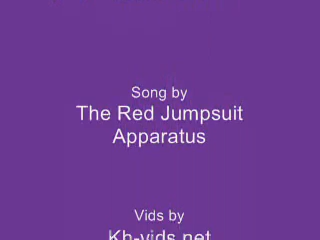 Song by
The Red Jumpsuit
Apparatus
Vids by
Kh-vids.net